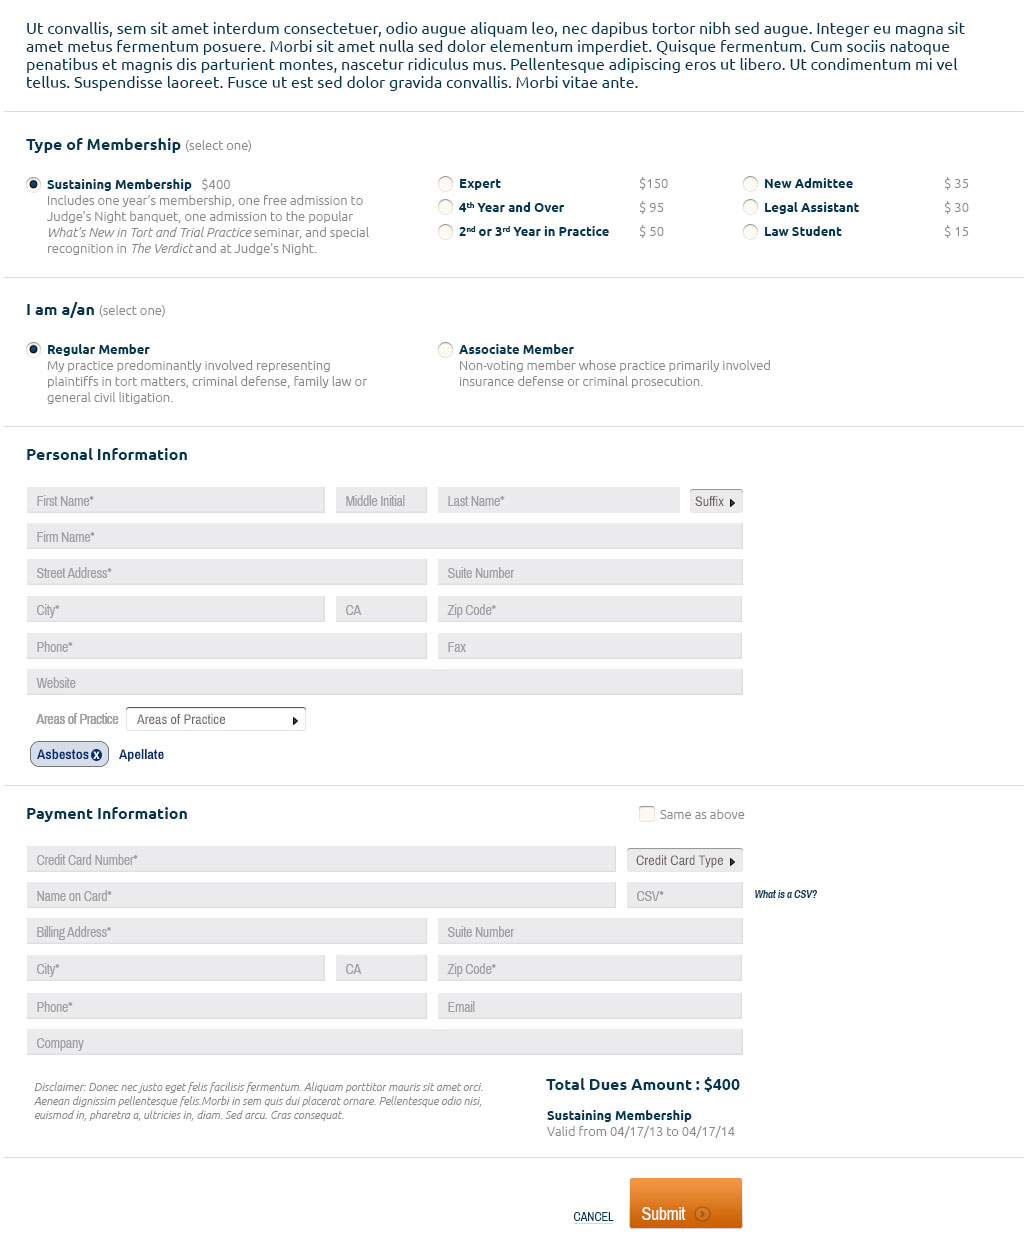 Ut convallis, sem sit amet interdum consectetuer, odio augue aliquam leo, nec dapibus tortor nibh sed augue. Integer eu magna sit
amet metus fermentum posuere. Morbi sit amet nulla sed dolor elementum imperdiet. Quisque fermentum. Cum sociis natoque
penatibus et magnis dis parturient montes, nascetur ridiculus mus. Pellentesque adipiscing eros ut libero. Ut condimentum mi vel
tellus. Suspendisse laoreet. Fusce ut est sed dolor gravida convallis. Morbi vitae ante.
Type of Membership (select one)
Sustaining Membership $400
Includes one year's membership, one free admission to
Judge's Night banquet, one admission to the popular
What's New in Tort and Trial Practice seminar, and special
recognition in The Verdict and at Judge's Night.
Expert $150
4th Year and Over $ 95
2nd or 3rd Year in Practice $ 50
New Admittee $ 35
Legal Assistant $ 30
Law Student $ 15
I am a/an (select one)
Regular Member
My practice predominantly involved representing
plaintiffs in tort matters, criminal defense, family law or
general civil litigation.
Associate Member
Non-voting member whose practice primarily involved
insurance defense or criminal prosecution.
Personal Information
First Name* Middle Initial Last Name* Suffix
Firm Name*
Street Address* Suite Number
City* CA Zip Code*
Phone* Fax
Website
Areas of Practice Areas of Practice
Asbestos X Apellate
Payment Information Same as above
Credit Card Number* Credit Card Type
Name on Card* CSV* What is a CSV?
Billing Address* Suite Number
City* CA Zip Code*
Phone* Email
Company
Disclaimer: Donec nec justo eget felis facilisis fermentum. Aliquam porttitor mauris sit amet orci.
Aenean dignissim pellentesque felis.Morbi in sem quis dui placerat ornare. Pellentesque odio nisi,
euismod in, pharetra a, ultricies in, diam. Sed arcu. Cras consequat.
Total Dues Amount : $400
Sustaining Membership
Valid from 04/17/13 to 04/17/14
CANCEL Submit